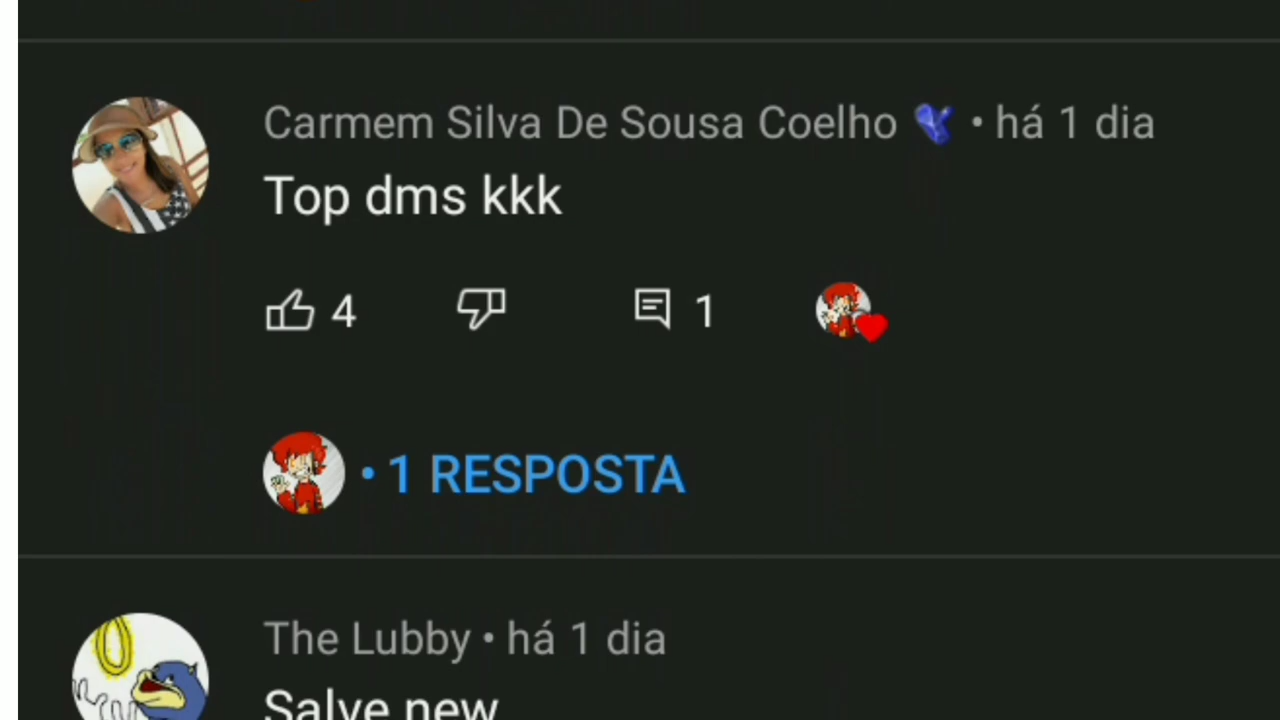 Carmem Silva De Sousa Coelho • há 1 dia
Top dms kkk
4 1
• 1 RESPOSTA
The Lubby • há 1 dia
Salve new